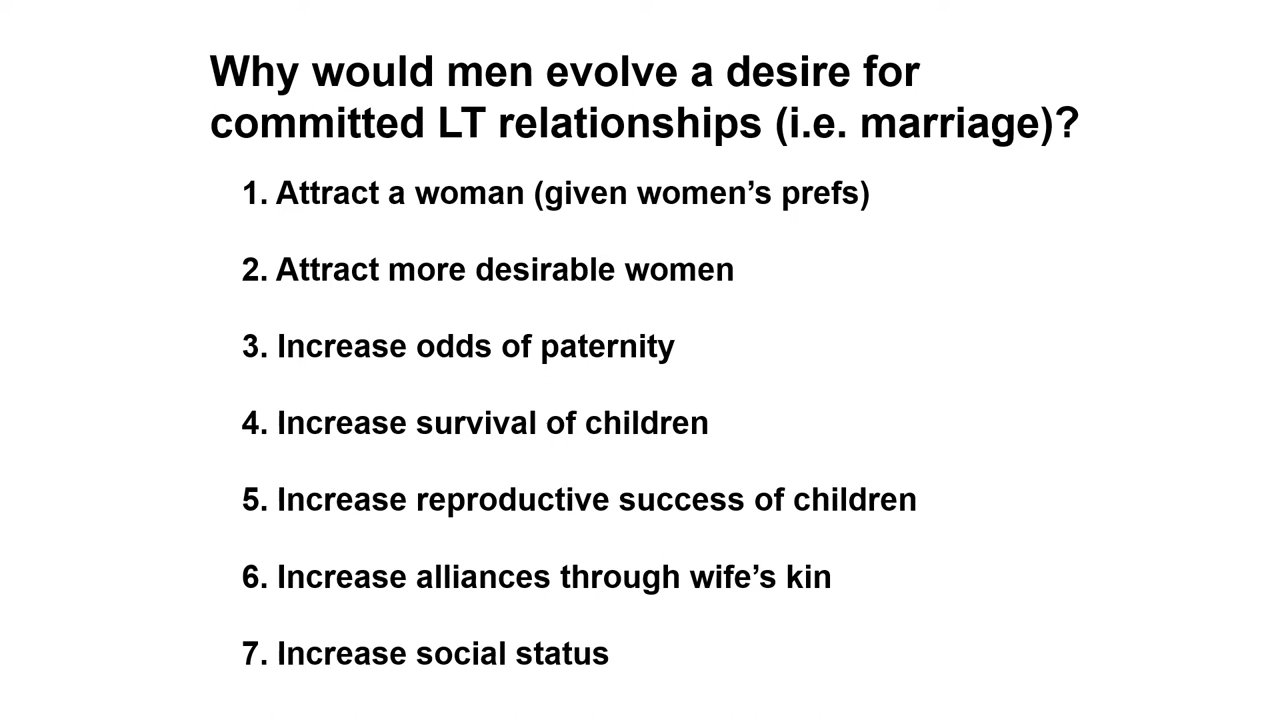 Why would men evolve a desire for
committed LT relationships (i.e. marriage)?
1. Attract a woman (given women’s prefs)
2. Attract more desirable women
3. Increase odds of paternity
4. Increase survival of children
5. Increase reproductive success of children
6. Increase alliances through wife’s kin
7. Increase social status